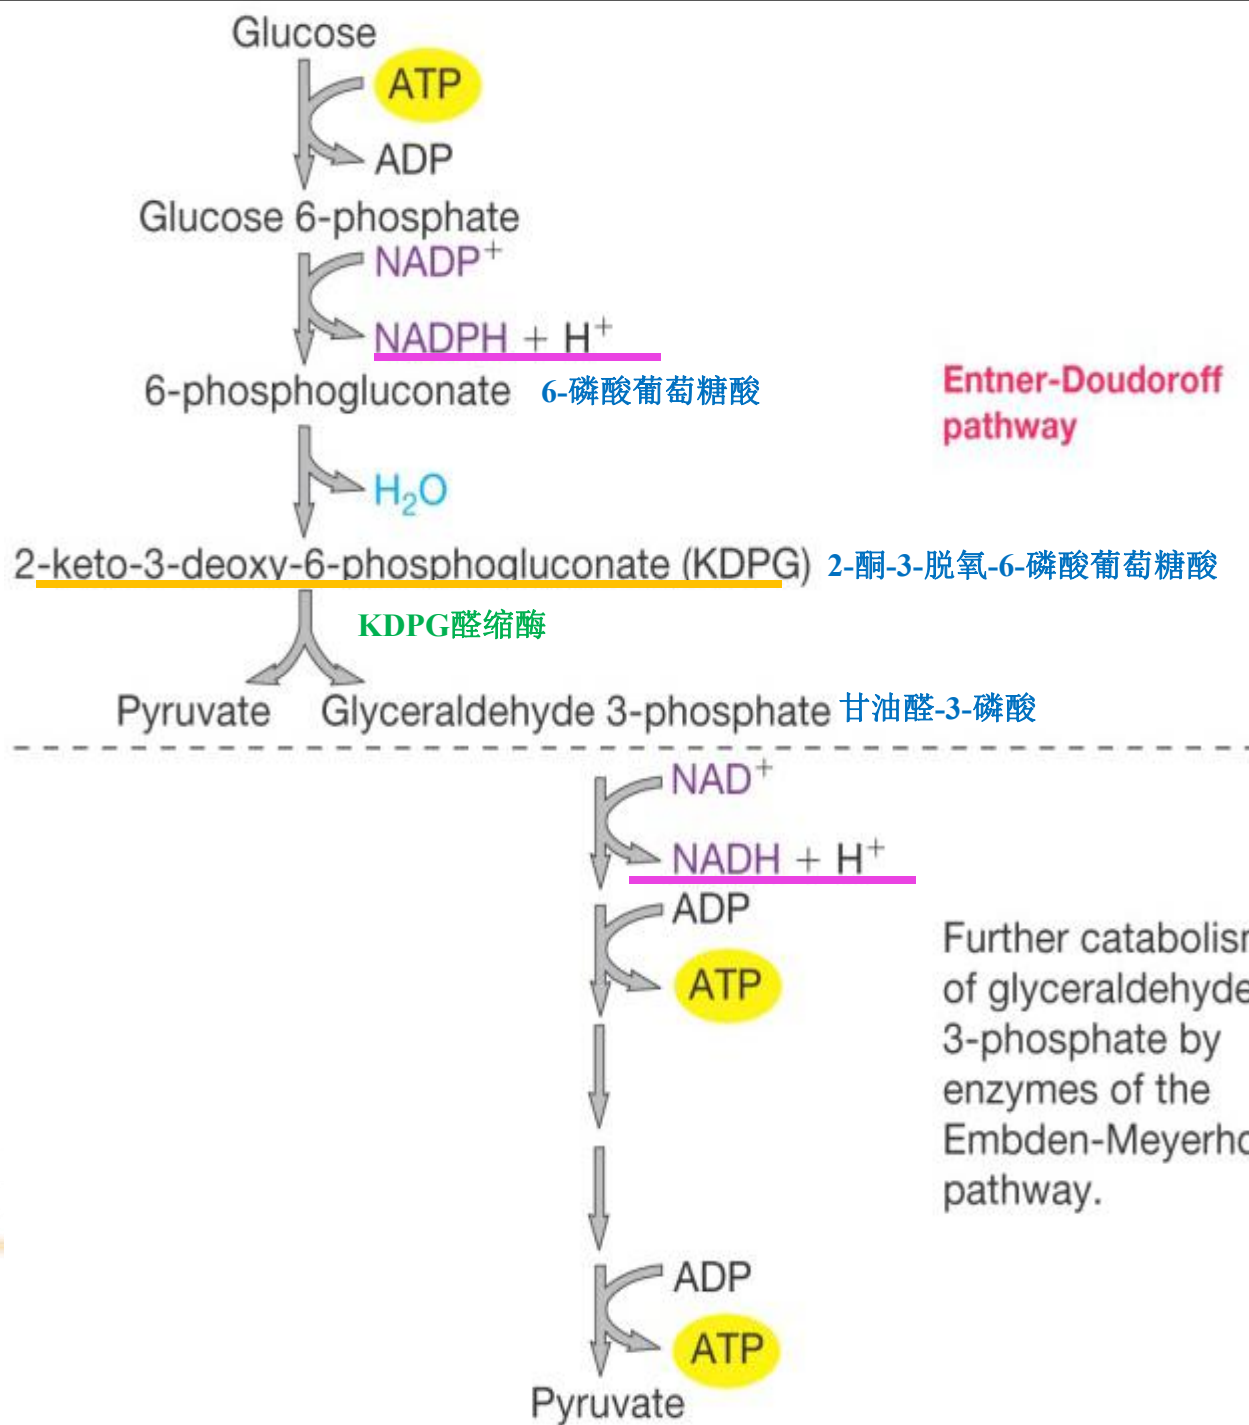 Glucose
ATP
ADP
Glucose 6-phosphate
NADP⁺
NADPH + H⁺
6-phosphogluconate 6-磷酸葡萄糖酸
Entner-Doudoroff
pathway
H₂O
2-keto-3-deoxy-6-phosphogluconate (KDPG) 2-酮-3-脱氧-6-磷酸葡萄糖酸
KDPG醛缩酶
Pyruvate Glyceraldehyde 3-phosphate 甘油醛-3-磷酸
NAD⁺
NADH + H⁺
ADP
ATP
Further catabolis
of glyceraldehyde
3-phosphate by
enzymes of the
Embden-Meyerho
pathway.
ADP
ATP
Pyruvate